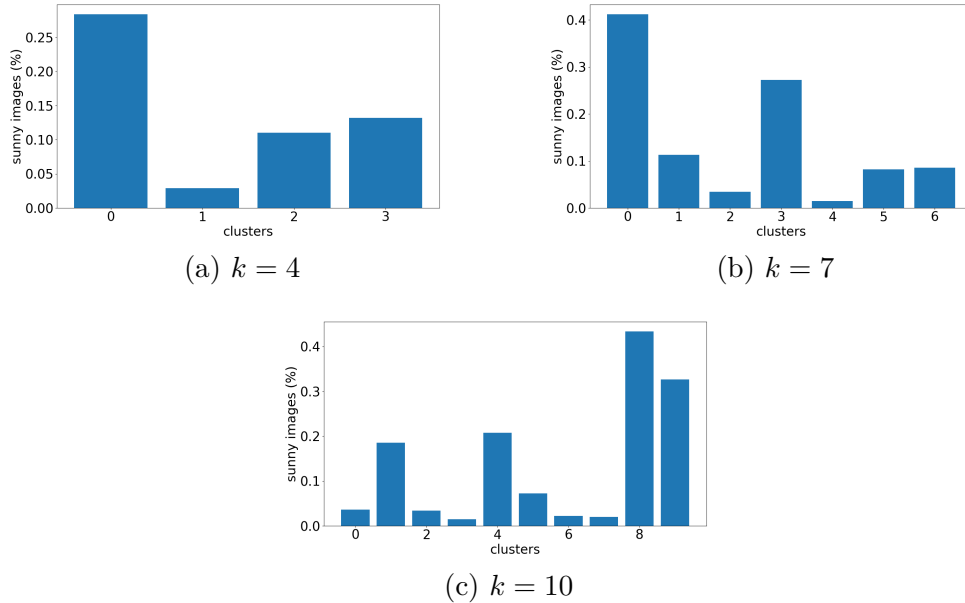 0.25
0.20
0.15
0.10
0.05
0.00
sunny images (%)
0 1 2 3
clusters
(a) k = 4
0.4
0.3
0.2
0.1
0.0
sunny images (%)
0 1 2 3 4 5 6
clusters
(b) k = 7
0.4
0.3
0.2
0.1
0.0
sunny images (%)
0 2 4 6 8
clusters
(c) k = 10